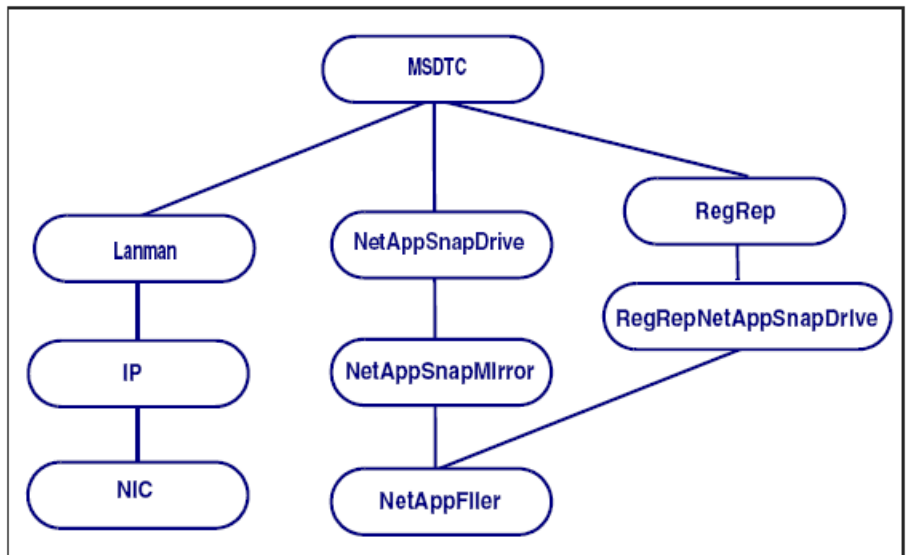 MSDTC
RegRep
Lanman
NetAppSnapDrive
RegRepNetAppSnapDrIve
IP
NetAppSnapMIrror
NIC
NetAppFIler